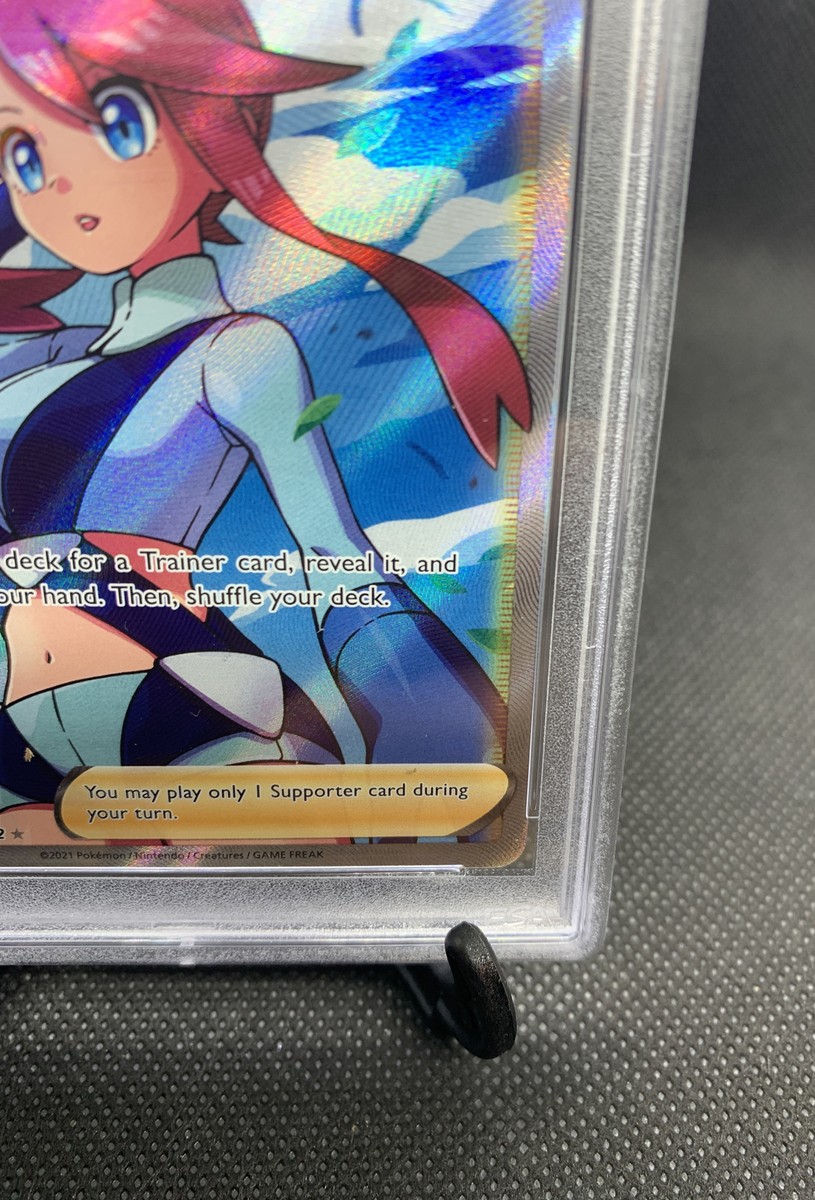 deck for a Trainer card, reveal it, and
our hand. Then, shuffle your deck.
You may play only 1 Supporter card during
your turn.
2 ★
©2021 Pokémon / Nintendo / Creatures / GAME FREAK